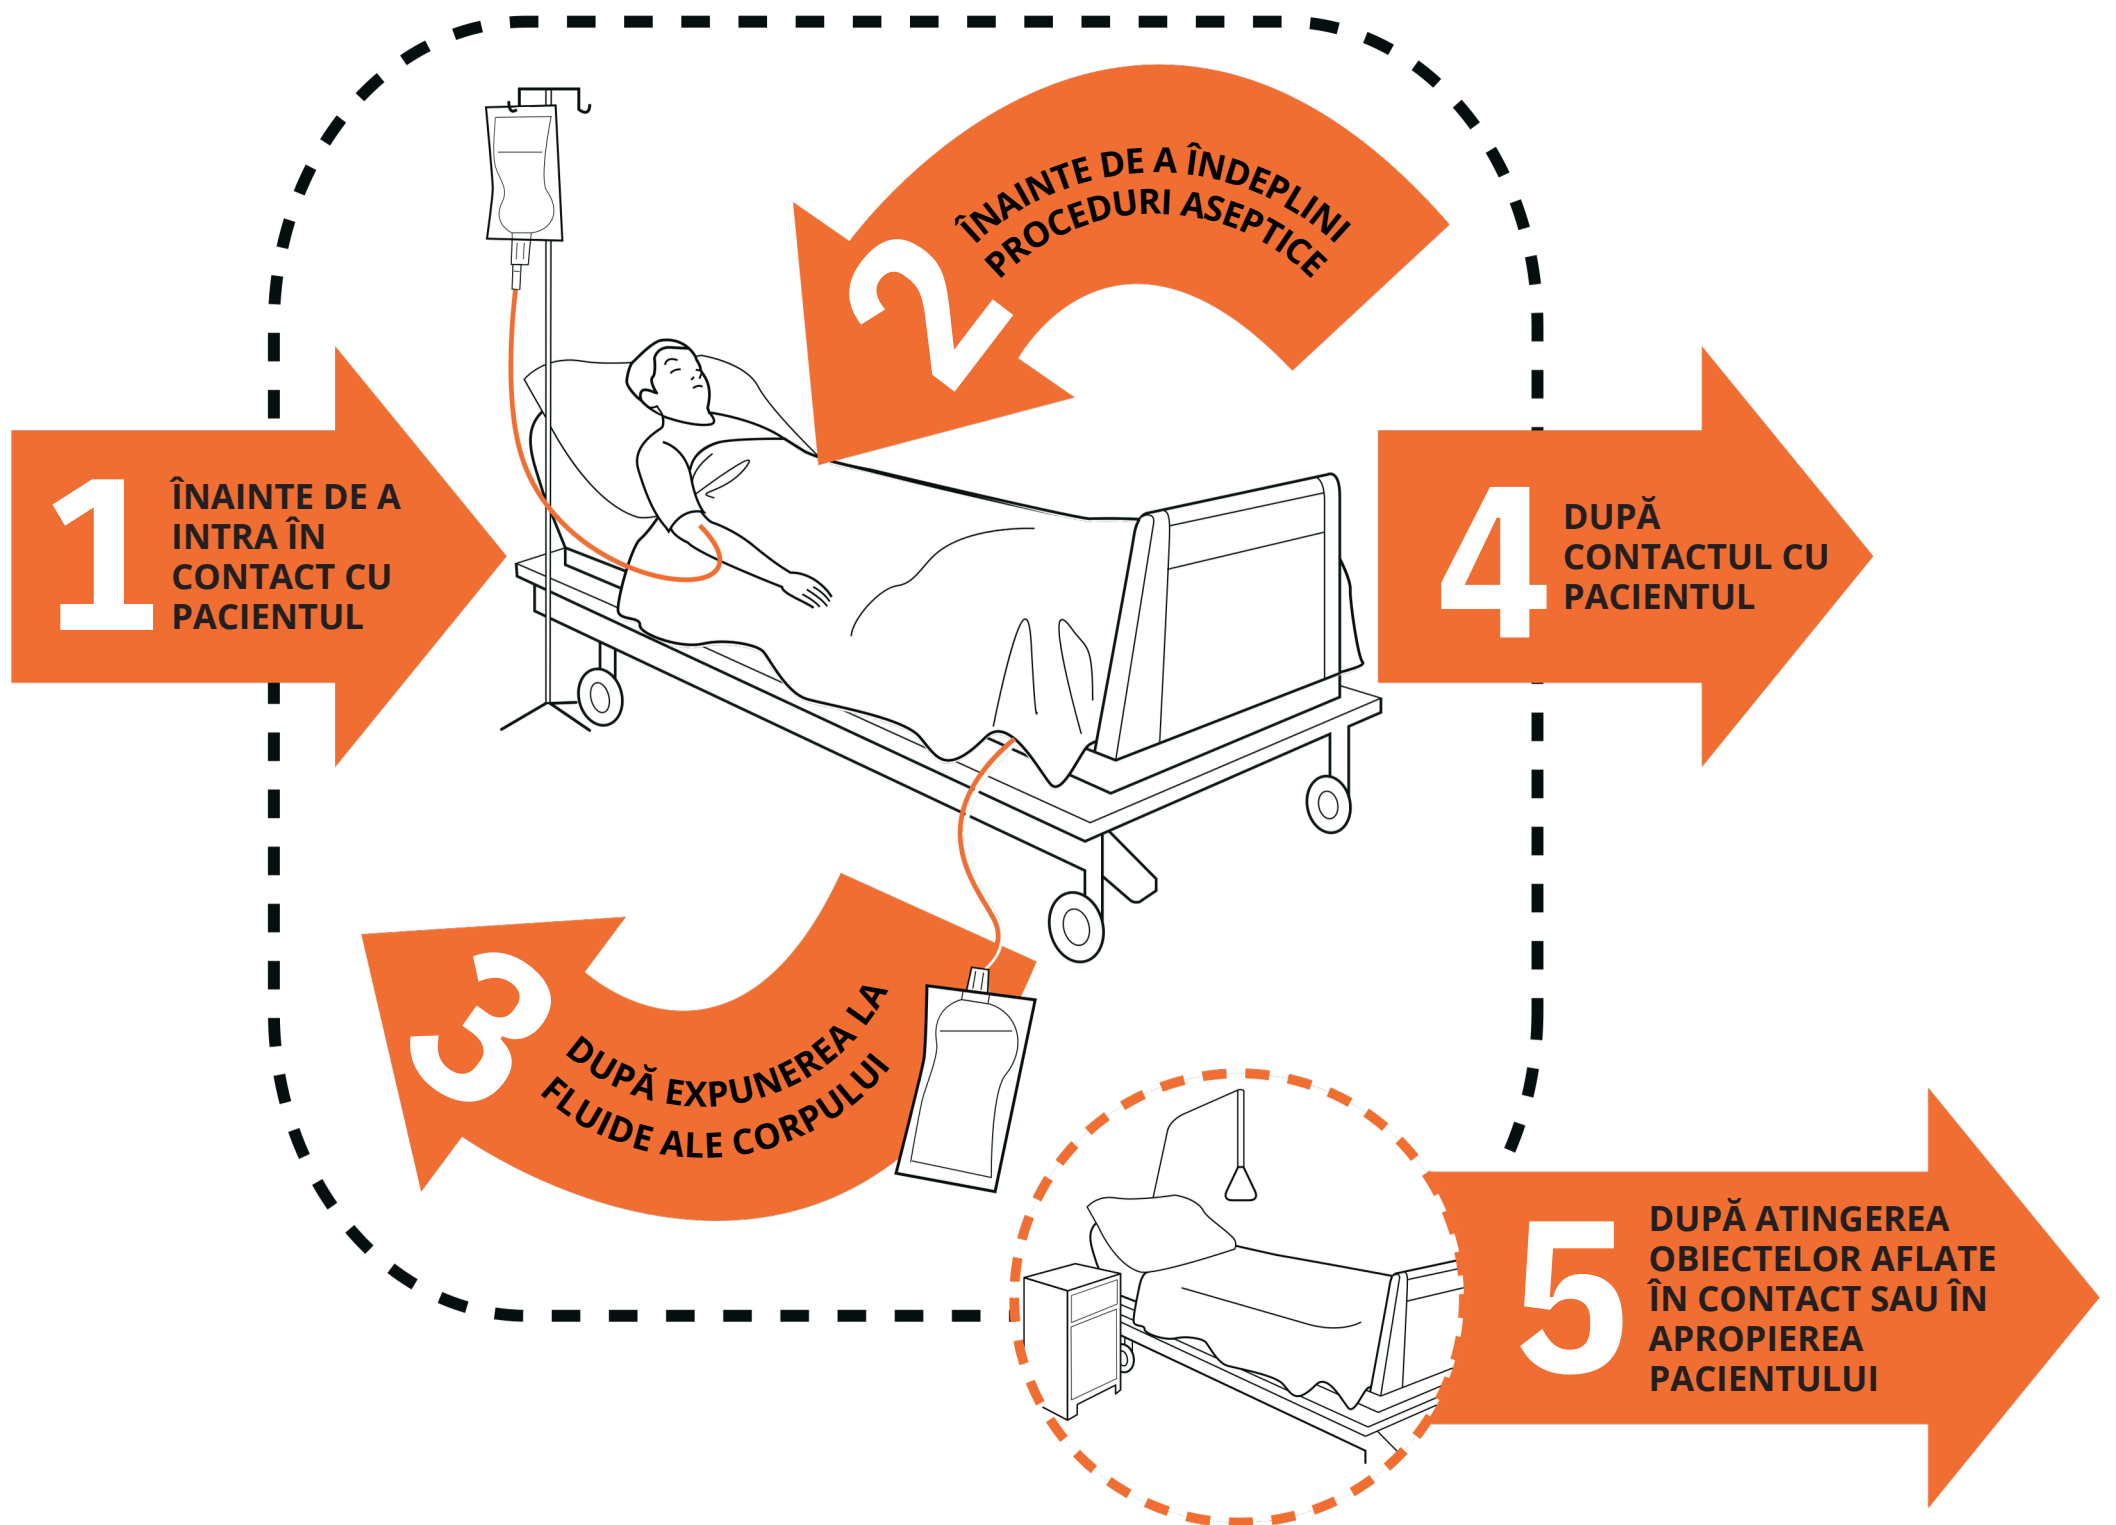 1
ÎNAINTE DE A
INTRA ÎN
CONTACT CU
PACIENTUL
2
ÎNAINTE DE A ÎNDEPLINI
PROCEDURI ASEPTICE
3
DUPĂ EXPUNEREA LA
FLUIDE ALE CORPULUI
4
DUPĂ
CONTACTUL CU
PACIENTUL
5
DUPĂ ATINGEREA
OBIECTELOR AFLATE
ÎN CONTACT SAU ÎN
APROPIEREA
PACIENTULUI